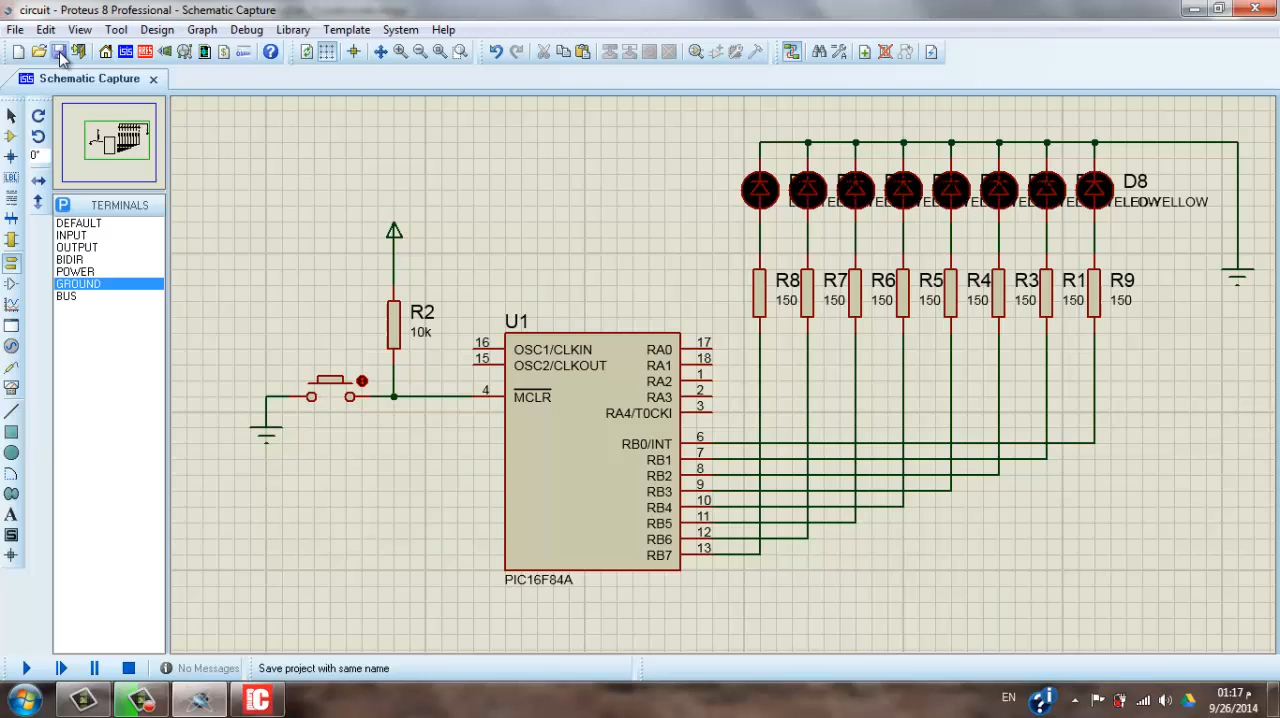 circuit - Proteus 8 Professional - Schematic Capture
File Edit View Tool Design Graph Debug Library Template System Help
Schematic Capture
0°
TERMINALS
DEFAULT
INPUT
OUTPUT
BIDIR
POWER
GROUND
BUS
D8
LED-YELLOW
R8 R7 R6 R5 R4 R3 R1 R9
150 150 150 150 150 150 150 150
R2
10k
U1
16 OSC1/CLKIN RA0 17
15 OSC2/CLKOUT RA1 18
RA2 1
4 MCLR RA3 2
RA4/T0CKI 3
RB0/INT 6
RB1 7
RB2 8
RB3 9
RB4 10
RB5 11
RB6 12
RB7 13
PIC16F84A
No Messages Save project with same name
EN
01:17 م
9/26/2014